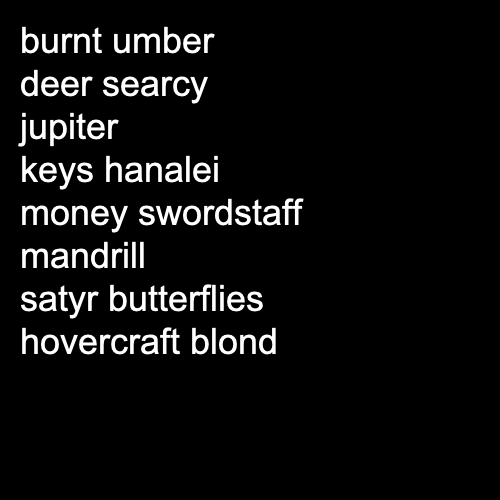 burnt umber
deer searcy
jupiter
keys hanalei
money swordstaff
mandrill
satyr butterflies
hovercraft blond